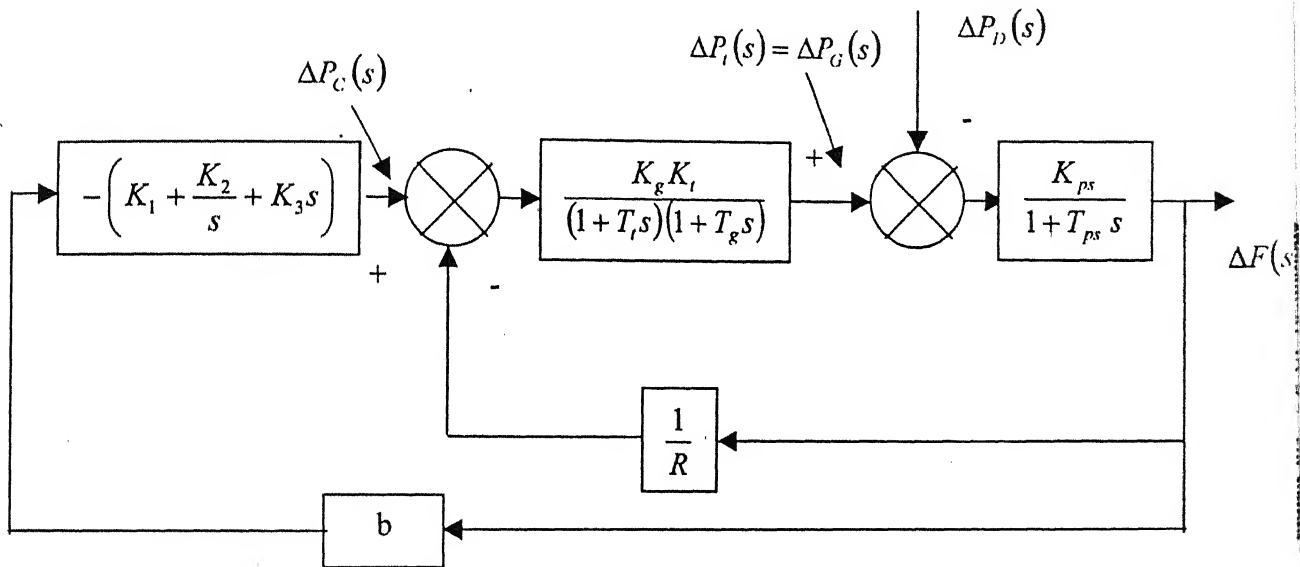 ΔP_D(s)
ΔP_t(s) = ΔP_G(s)
ΔP_C(s)
-
+
-(K_1 + K_2/s + K_3 s)
K_g K_t / (1 + T_t s)(1 + T_g s)
K_ps / 1 + T_ps s
+
-
ΔF(s
1/R
b